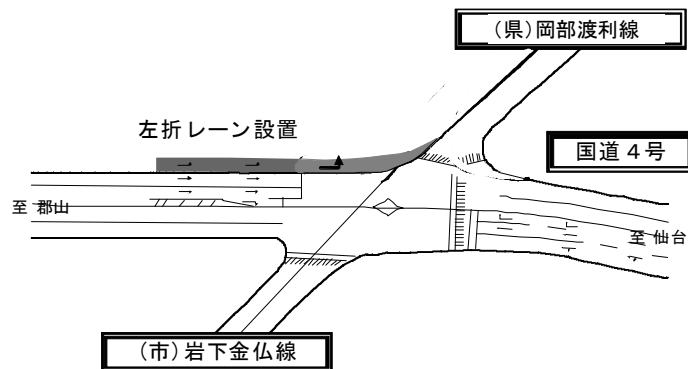 (県)岡部渡利線
左折レーン設置
国道４号
至 郡山
至 仙台
(市)岩下金仏線